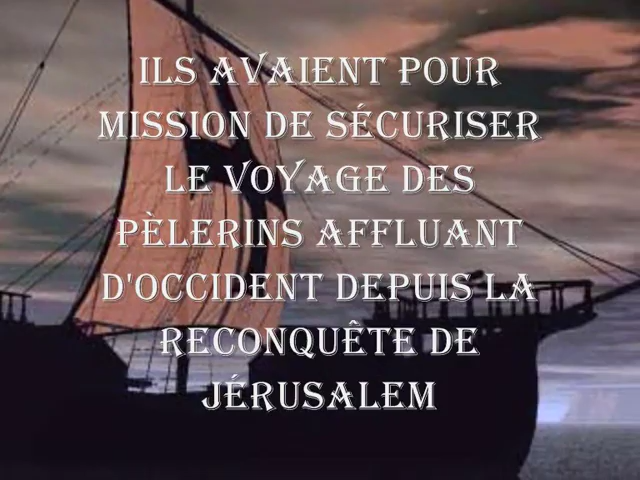 ILS AVAIENT POUR
MISSION DE SÉCURISER
LE VOYAGE DES
PÈLERINS AFFLUANT
D'OCCIDENT DEPUIS LA
RECONQUÊTE DE
JÉRUSALEM